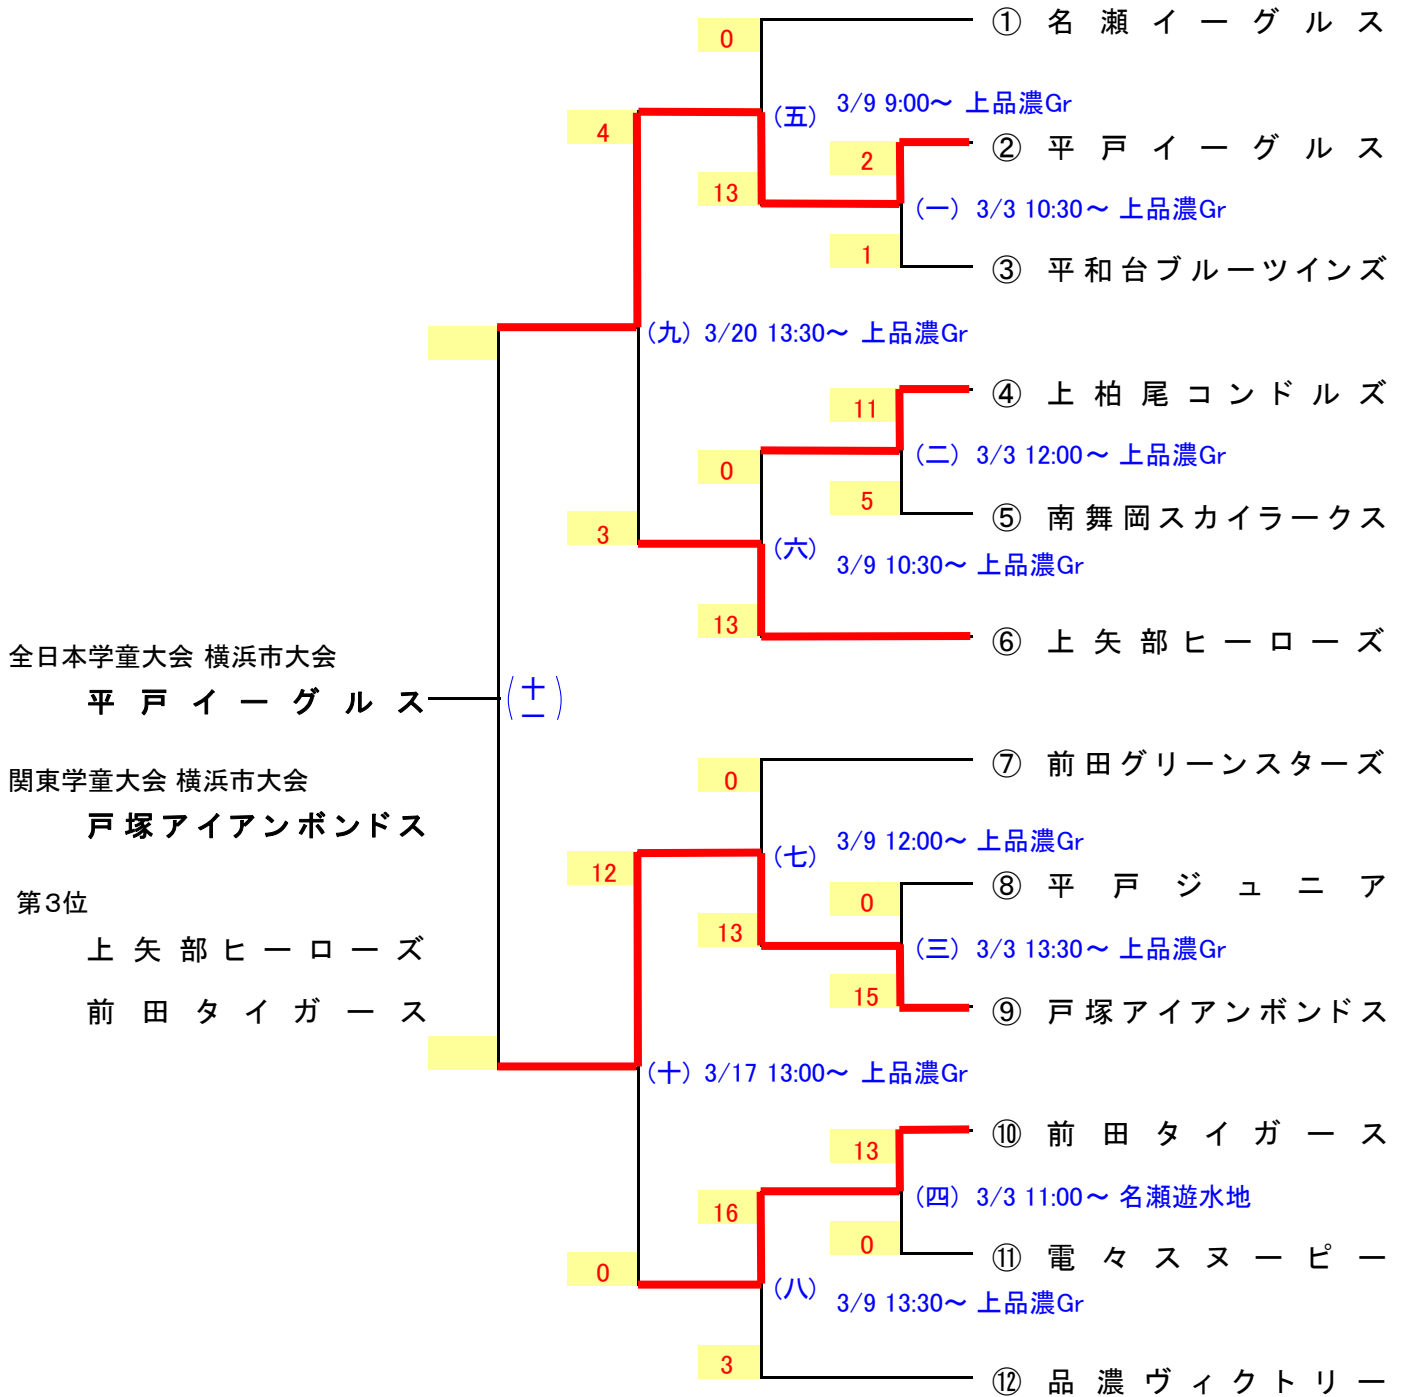 0
① 名瀬イーグルス
3/9 9:00～ 上品濃Gr
4
(五)
② 平戸イーグルス
2
13
(一) 3/3 10:30～ 上品濃Gr
1
③ 平和台ブルーツインズ
(九) 3/20 13:30～ 上品濃Gr
④ 上柏尾コンドルズ
11
(二) 3/3 12:00～ 上品濃Gr
0
5
⑤ 南舞岡スカイラークス
3
(六)
3/9 10:30～ 上品濃Gr
13
⑥ 上矢部ヒーローズ
全日本学童大会 横浜市大会
平戸イーグルス
(十一)
関東学童大会 横浜市大会
戸塚アイアンボンドス
第3位
上矢部ヒーローズ
前田タイガース
⑦ 前田グリーンスターズ
0
3/9 12:00～ 上品濃Gr
(七)
12
⑧ 平戸ジュニア
0
13
(三) 3/3 13:30～ 上品濃Gr
15
⑨ 戸塚アイアンボンドス
(十) 3/17 13:00～ 上品濃Gr
⑩ 前田タイガース
13
(四) 3/3 11:00～ 名瀬遊水地
16
0
⑪ 電々スヌーピー
0
(八)
3/9 13:30～ 上品濃Gr
3
⑫ 品濃ヴィクトリー